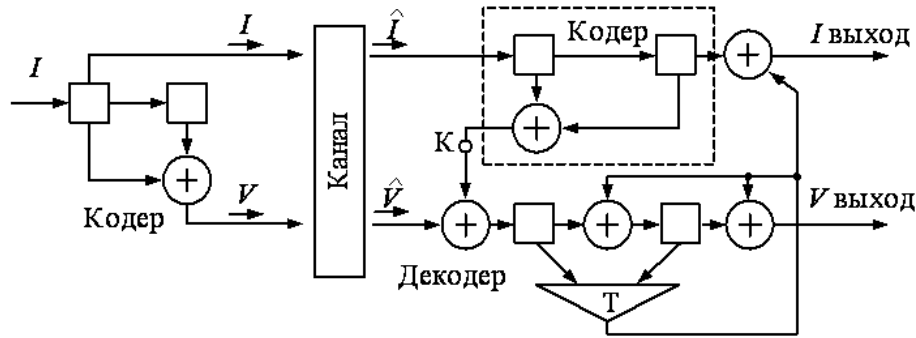 I
I
Кодер
V
Канал
Î
V̂
К
Кодер
I выход
V выход
Декодер
Т